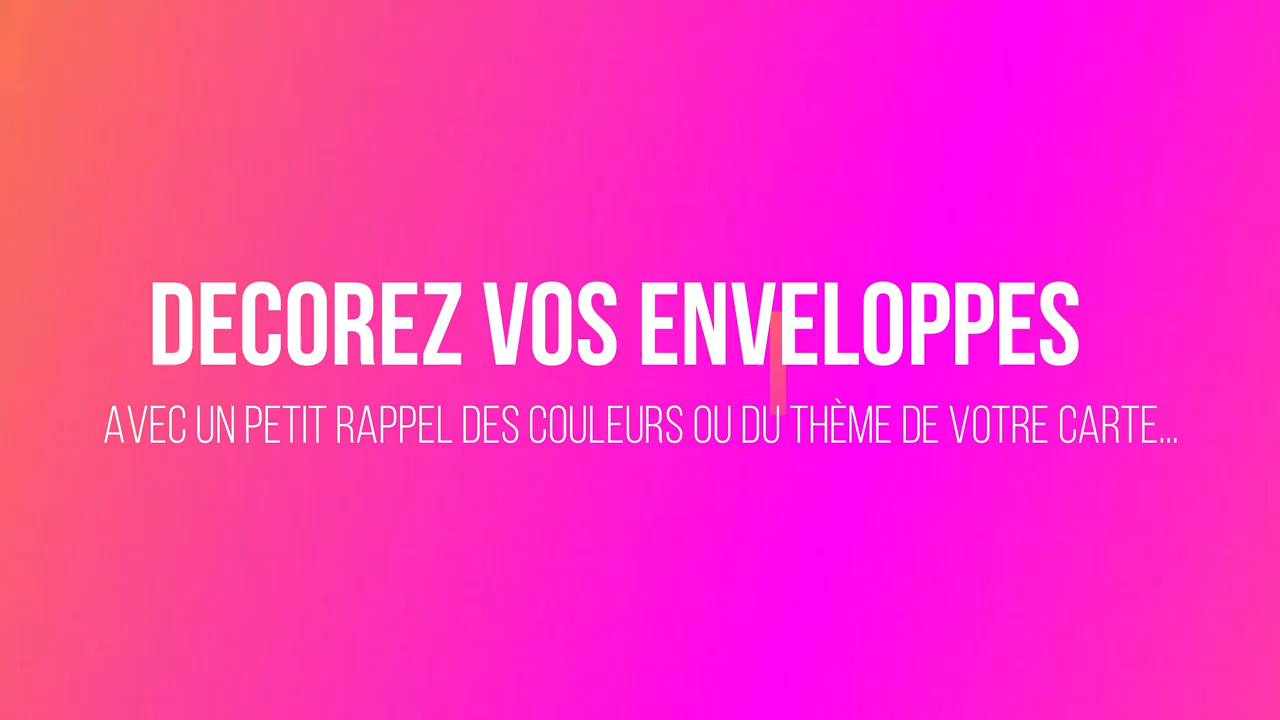 DECOREZ VOS ENVELOPPES
AVEC UN PETIT RAPPEL DES COULEURS OU DU THÈME DE VOTRE CARTE...